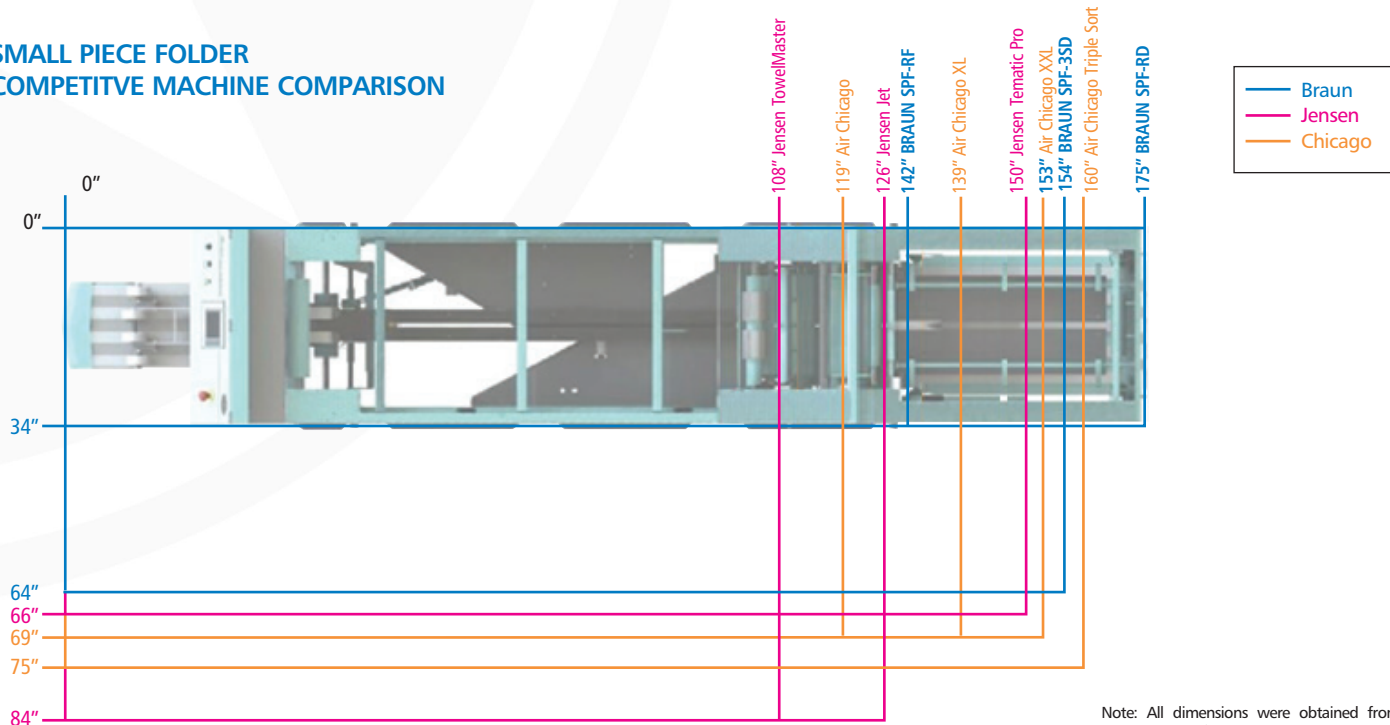 SMALL PIECE FOLDER
COMPETITVE MACHINE COMPARISON
108” Jensen TowelMaster
119” Air Chicago
126” Jensen Jet
142” BRAUN SPF-RF
139” Air Chicago XL
150” Jensen Tematic Pro
153” Air Chicago XXL
154” BRAUN SPF-3SD
160” Air Chicago Triple Sort
175” BRAUN SPF-RD
Braun
Jensen
Chicago
0”
0”
34”
64”
66”
69”
75”
84”
Note: All dimensions were obtained from